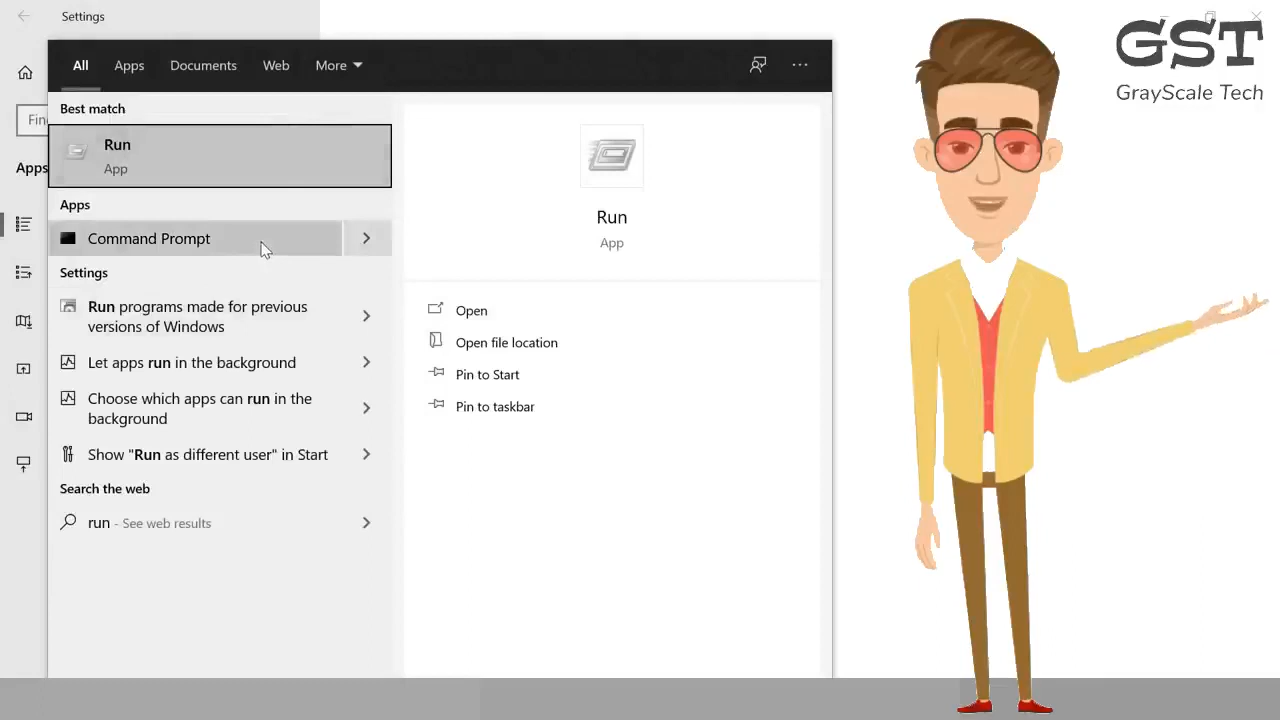 Settings
GST
GrayScale Tech
Fin
Apps
All
Apps
Documents
Web
More
Best match
Run
App
Apps
Command Prompt
Settings
Run programs made for previous
versions of Windows
Let apps run in the background
Choose which apps can run in the
background
Show "Run as different user" in Start
Search the web
run - See web results
Run
App
Open
Open file location
Pin to Start
Pin to taskbar